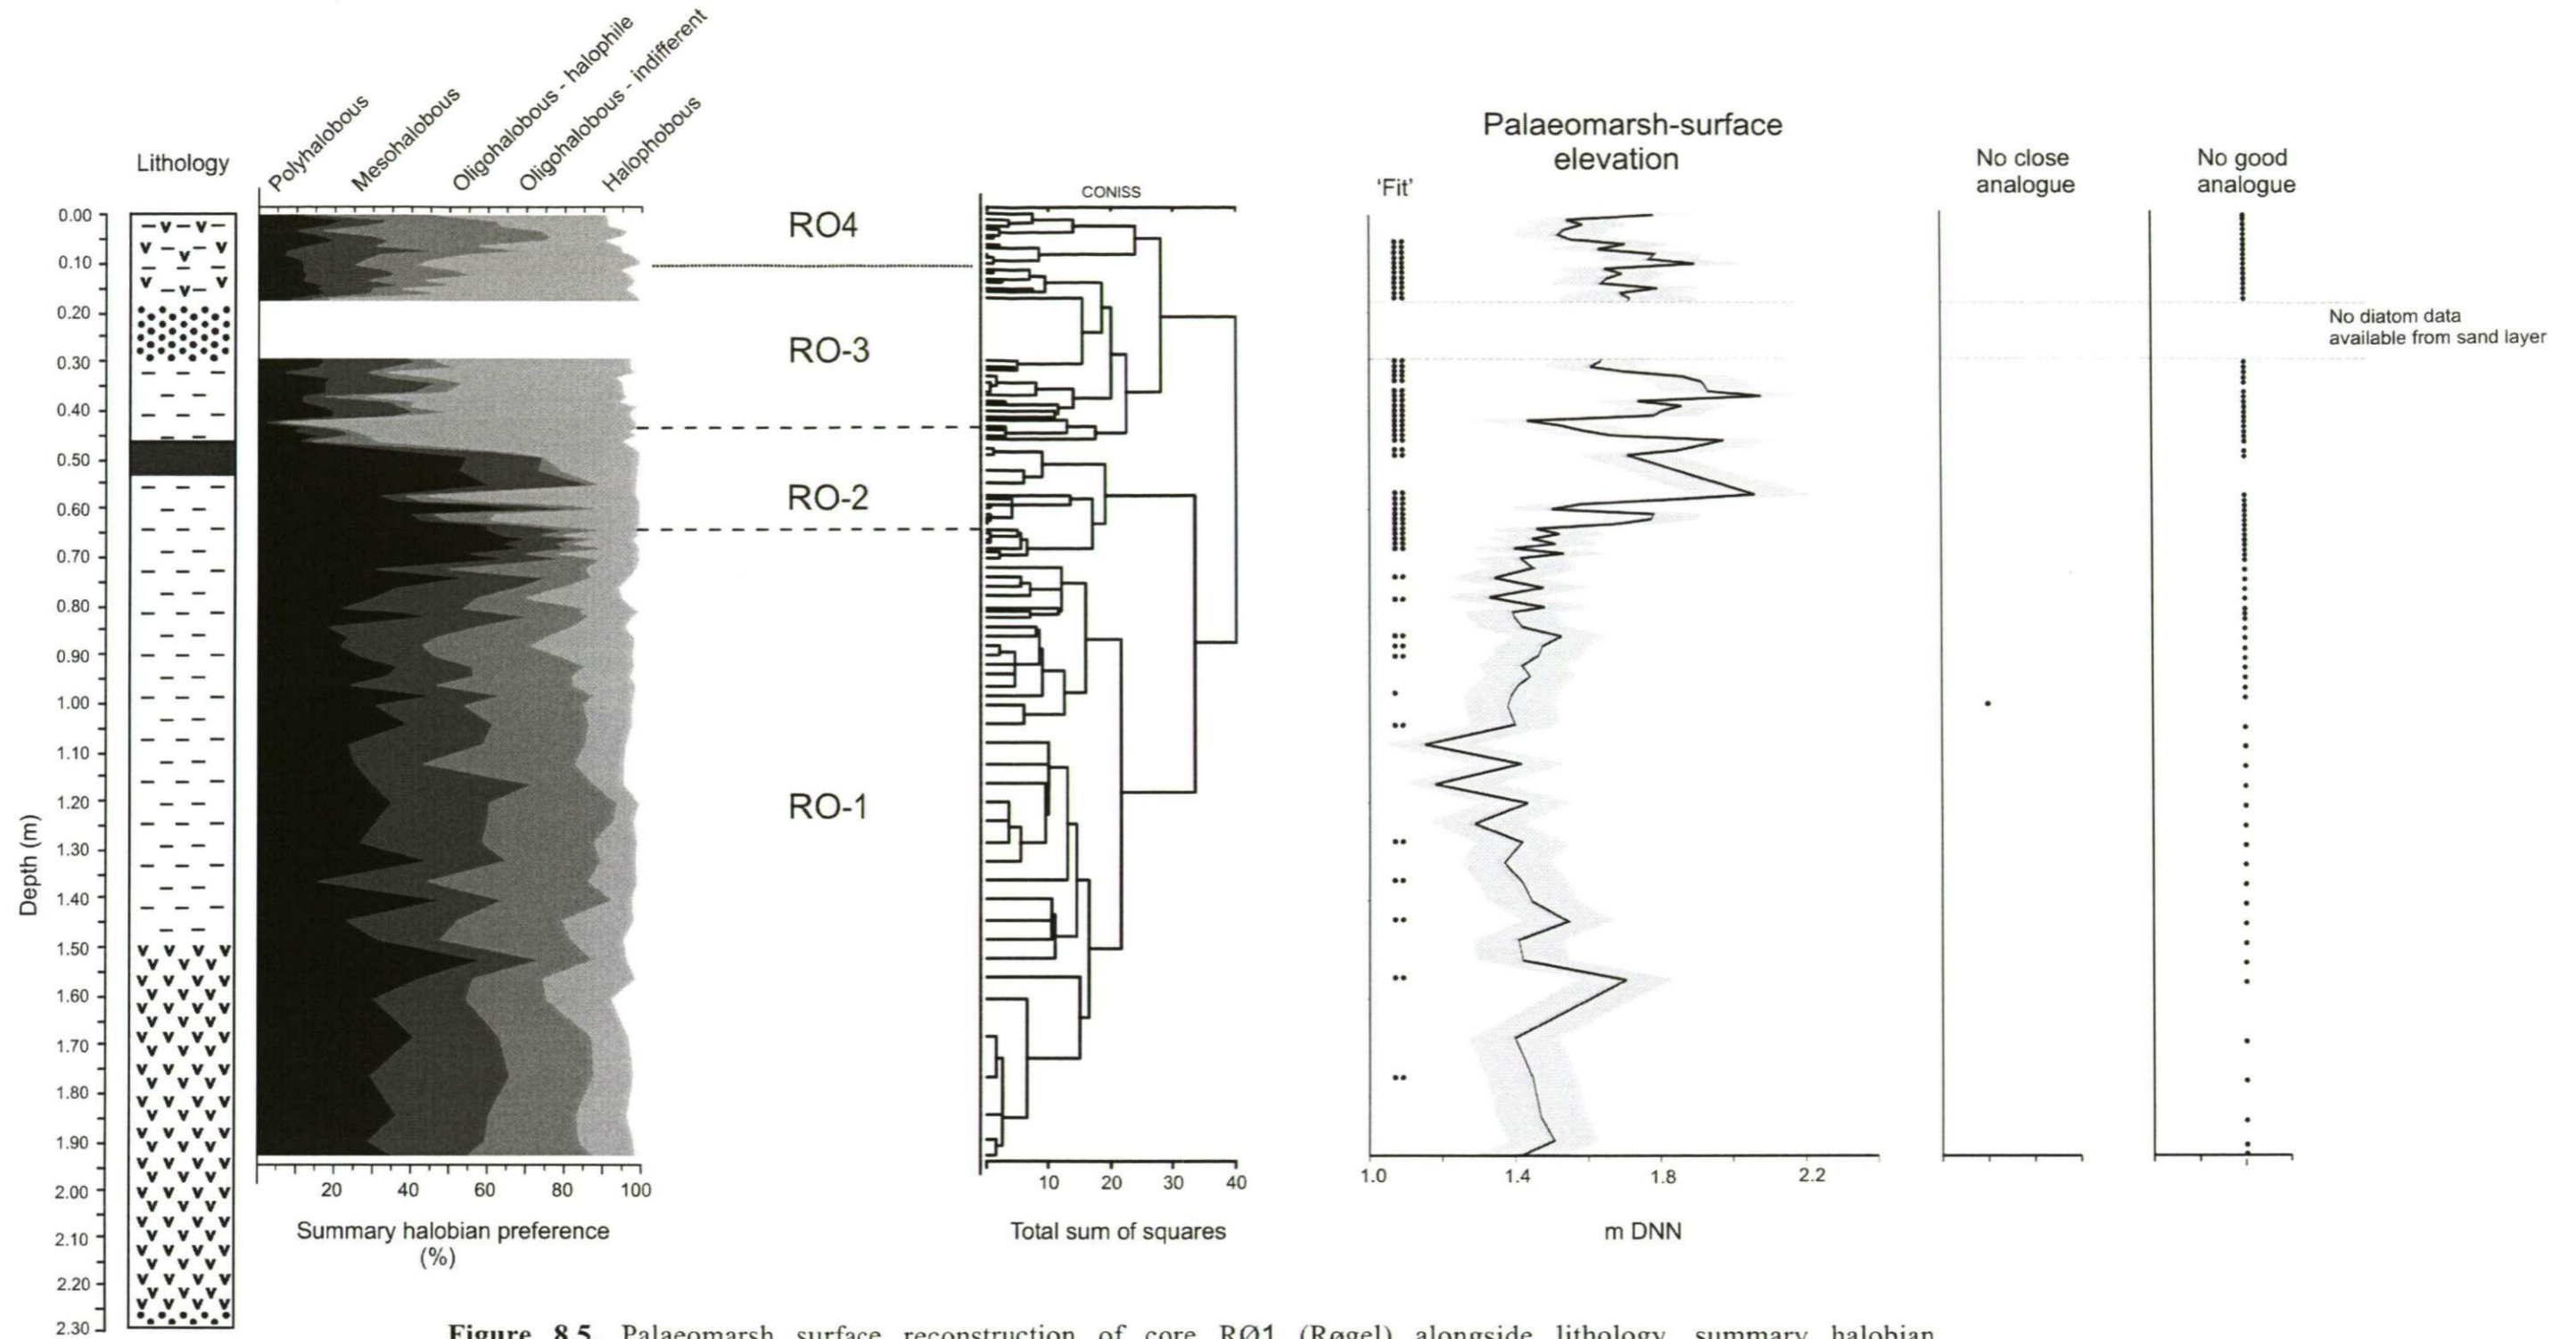 Polyhalobous
Mesohalobous
Oligohalobous - halophile
Oligohalobous - indifferent
Halophobous
Lithology
CONISS
'Fit'
Palaeomarsh-surface
elevation
No close
analogue
No good
analogue
0.00
0.10
0.20
0.30
0.40
0.50
0.60
0.70
0.80
0.90
1.00
1.10
1.20
1.30
1.40
1.50
1.60
1.70
1.80
1.90
2.00
2.10
2.20
2.30
Depth (m)
RO4
RO-3
RO-2
RO-1
No diatom data
available from sand layer
20 40 60 80 100
Summary halobian preference
(%)
10 20 30 40
Total sum of squares
1.0 1.4 1.8 2.2
m DNN
Figure 8.5 Palaeomarsh surface reconstruction of core RØ1 (Røgel) alongside lithology, summary halobian